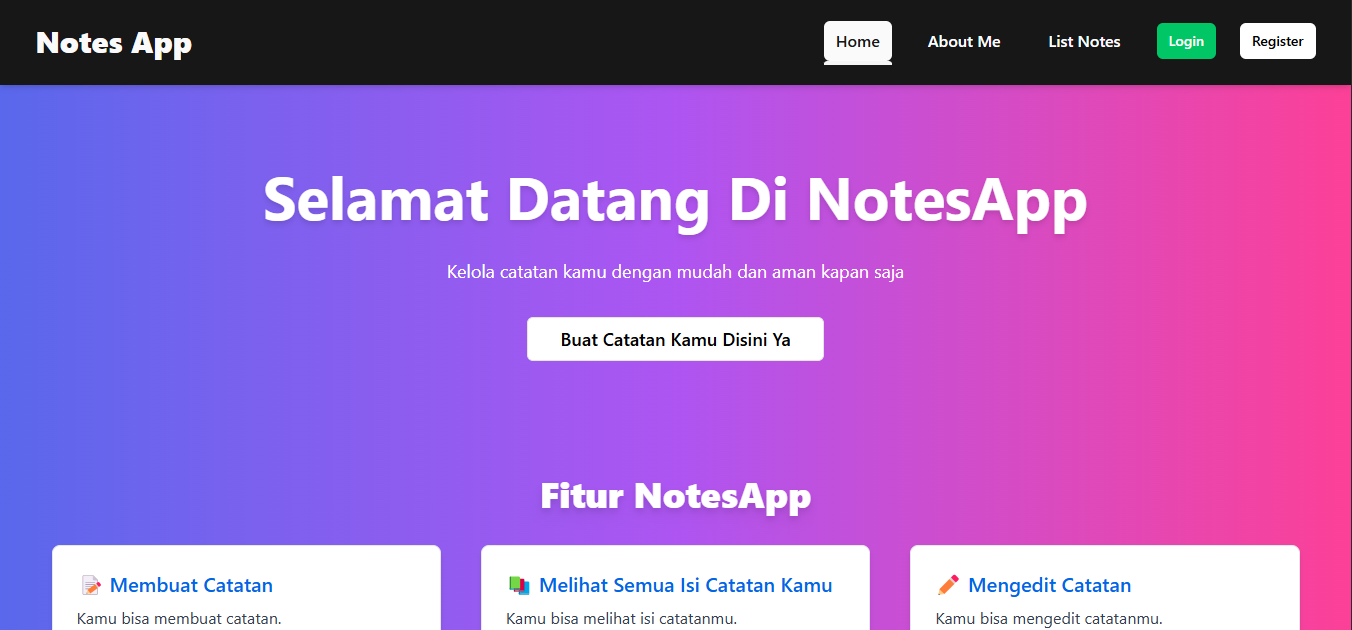 Notes App
Home
About Me
List Notes
Login
Register
Selamat Datang Di NotesApp
Kelola catatan kamu dengan mudah dan aman kapan saja
Buat Catatan Kamu Disini Ya
Fitur NotesApp
Membuat Catatan
Kamu bisa membuat catatan.
Melihat Semua Isi Catatan Kamu
Kamu bisa melihat isi catatanmu.
Mengedit Catatan
Kamu bisa mengedit catatanmu.